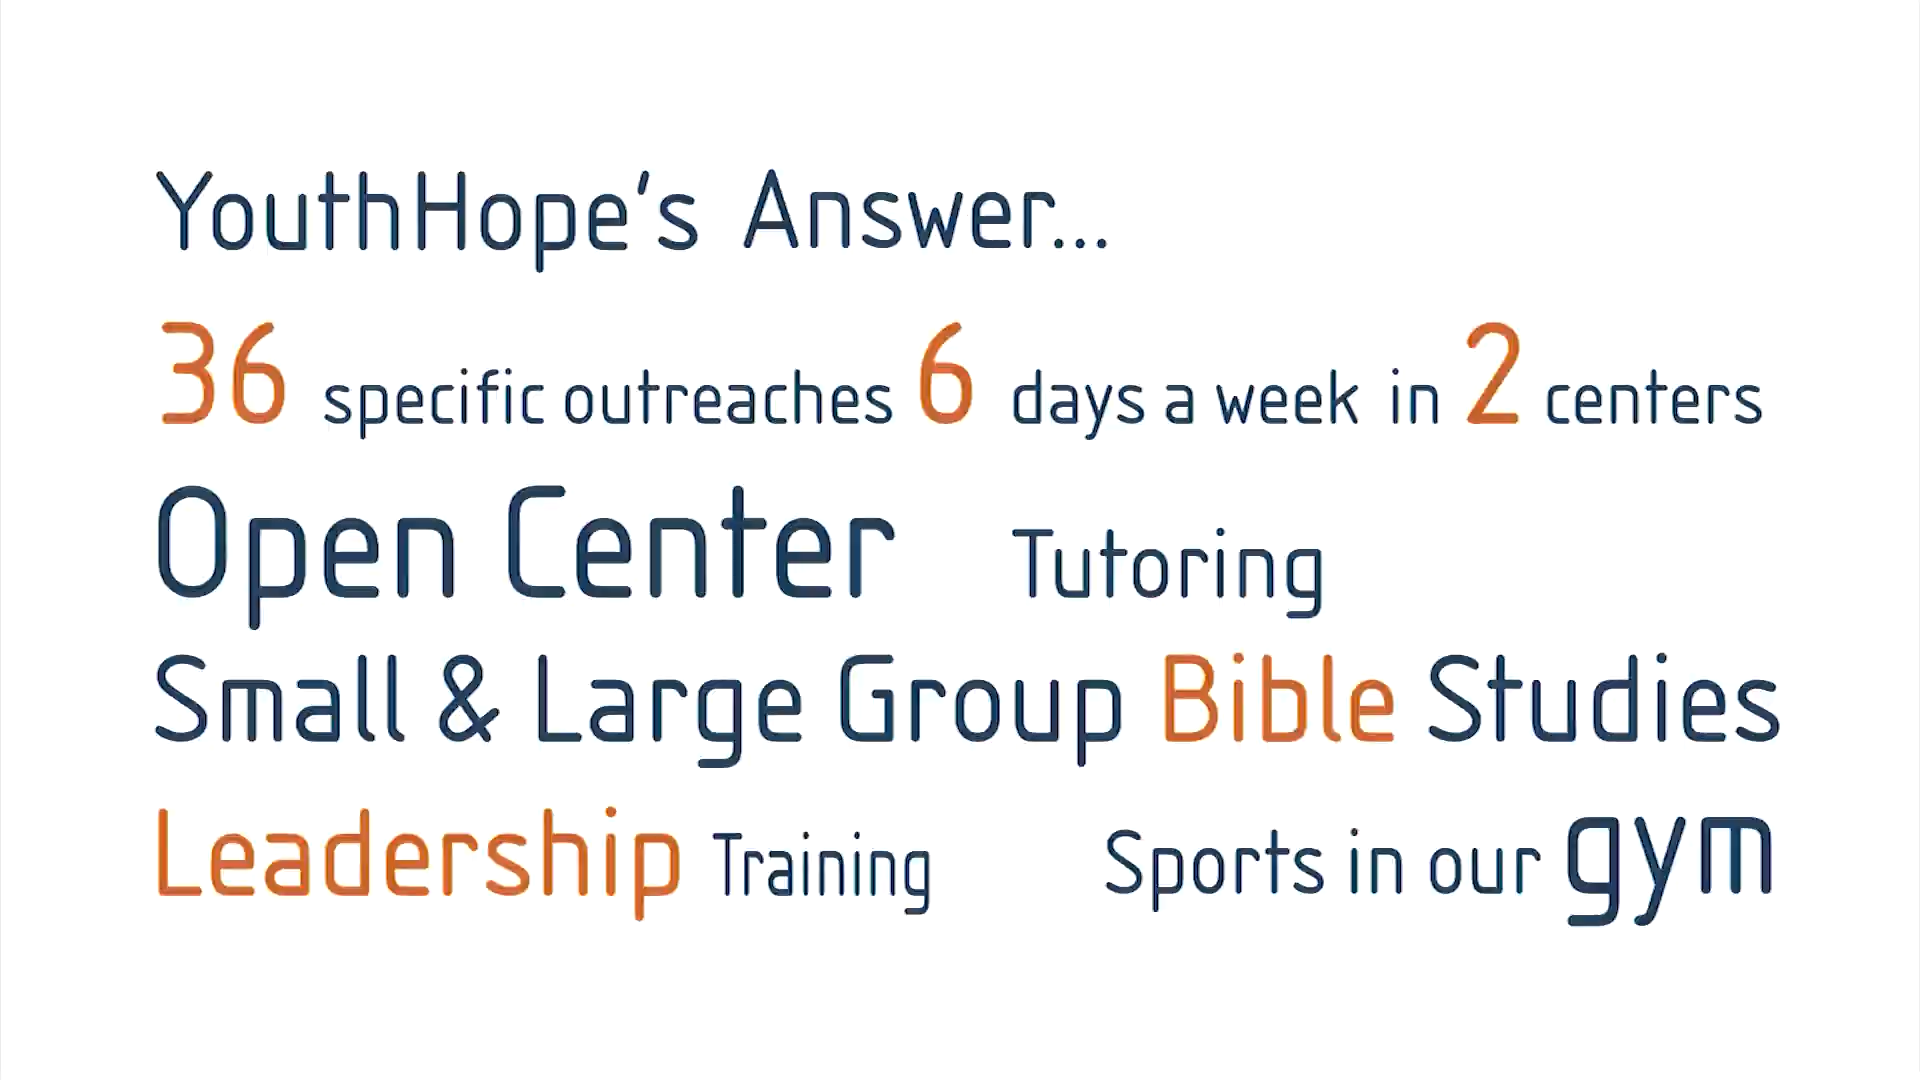 YouthHope's Answer...
36 specific outreaches 6 days a week in 2 centers
Open Center Tutoring
Small & Large Group Bible Studies
Leadership Training Sports in our gym